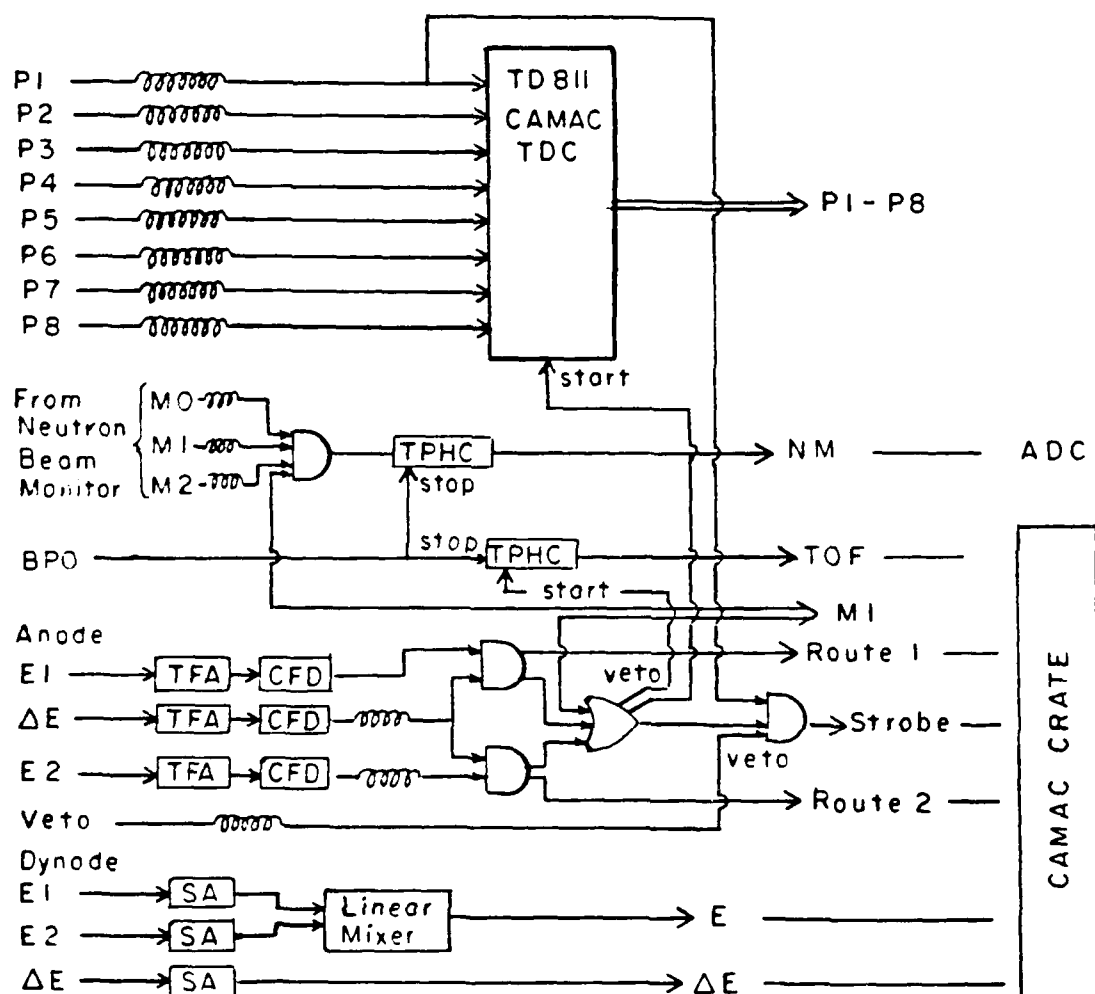 P1
P2
P3
P4
P5
P6
P7
P8
TD811
CAMAC
TDC
P1-P8
start
From
Neutron
Beam
Monitor
M0
M1
M2
TPHC
stop
NM
ADC
BPO
stop
TPHC
TOF
start
M1
Anode
E1
TFA
CFD
Route 1
veto
ΔE
TFA
CFD
Strobe
veto
E2
TFA
CFD
Route 2
Veto
Dynode
E1
SA
E2
SA
Linear
Mixer
E
ΔE
SA
ΔE
CAMAC CRATE